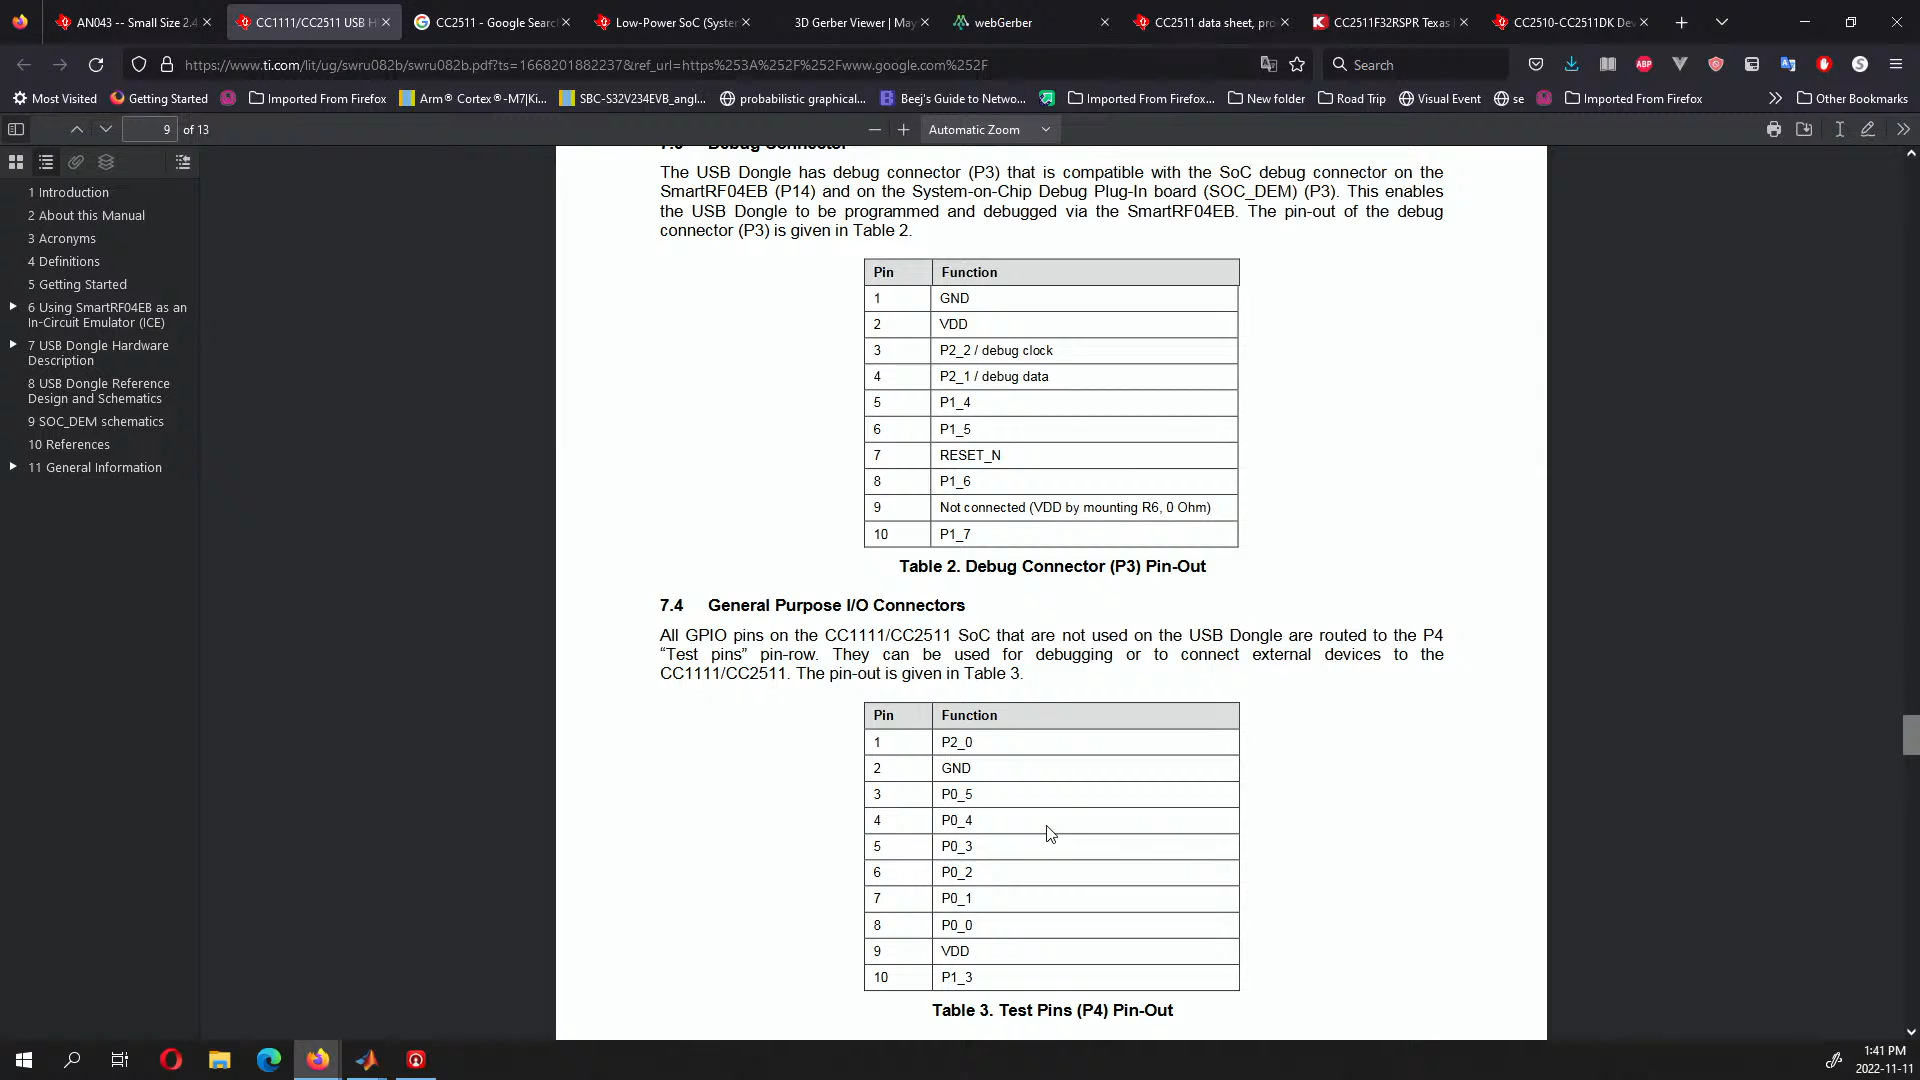 AN043 -- Small Size 2.4
CC1111/CC2511 USB H
CC2511 - Google Searc
Low-Power SoC (Syster
3D Gerber Viewer | May
webGerber
CC2511 data sheet, pro
CC2511F32RSPR Texas
CC2510-CC2511DK Dev
https://www.ti.com/lit/ug/swru082b/swru082b.pdf?ts=1668201882237&ref_url=https%253A%252F%252Fwww.google.com%252F
Search
Most Visited
Getting Started
Imported From Firefox
Arm® Cortex®-M7|Ki...
SBC-S32V234EVB_angl...
probabilistic graphical...
Beej's Guide to Netwo...
Imported From Firefox...
New folder
Road Trip
Visual Event
se
Imported From Firefox
Other Bookmarks
9 of 13
Automatic Zoom
1 Introduction
2 About this Manual
3 Acronyms
4 Definitions
5 Getting Started
6 Using SmartRF04EB as an
In-Circuit Emulator (ICE)
7 USB Dongle Hardware
Description
8 USB Dongle Reference
Design and Schematics
9 SOC_DEM schematics
10 References
11 General Information
Debug Connector
The USB Dongle has debug connector (P3) that is compatible with the SoC debug connector on the
SmartRF04EB (P14) and on the System-on-Chip Debug Plug-In board (SOC_DEM) (P3). This enables
the USB Dongle to be programmed and debugged via the SmartRF04EB. The pin-out of the debug
connector (P3) is given in Table 2.
Pin Function
1 GND
2 VDD
3 P2_2 / debug clock
4 P2_1 / debug data
5 P1_4
6 P1_5
7 RESET_N
8 P1_6
9 Not connected (VDD by mounting R6, 0 Ohm)
10 P1_7
Table 2. Debug Connector (P3) Pin-Out
7.4 General Purpose I/O Connectors
All GPIO pins on the CC1111/CC2511 SoC that are not used on the USB Dongle are routed to the P4
“Test pins” pin-row. They can be used for debugging or to connect external devices to the
CC1111/CC2511. The pin-out is given in Table 3.
Pin Function
1 P2_0
2 GND
3 P0_5
4 P0_4
5 P0_3
6 P0_2
7 P0_1
8 P0_0
9 VDD
10 P1_3
Table 3. Test Pins (P4) Pin-Out
1:41 PM
2022-11-11